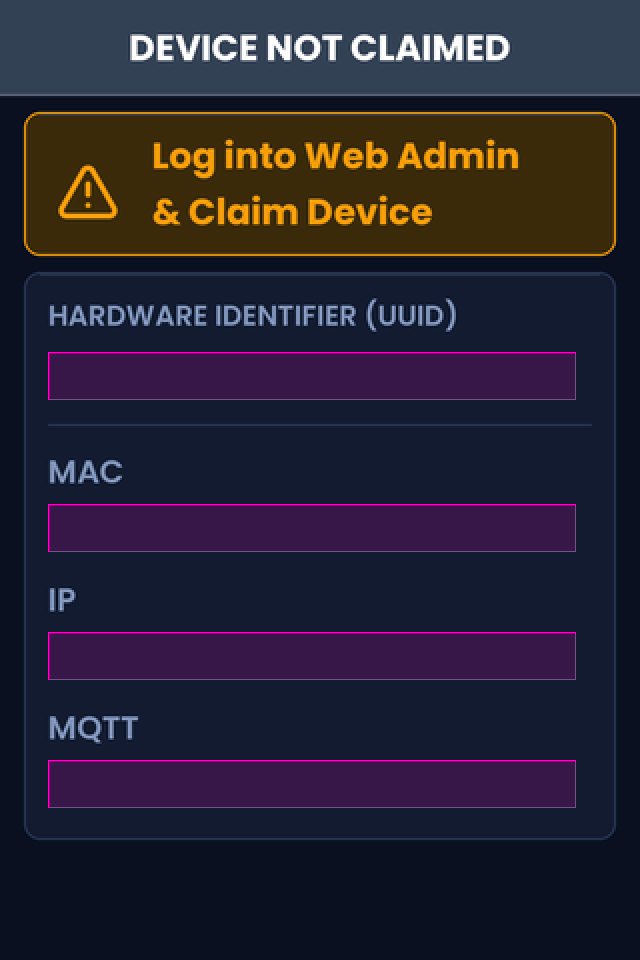 DEVICE NOT CLAIMED
Log into Web Admin
& Claim Device
HARDWARE IDENTIFIER (UUID)
MAC
IP
MQTT